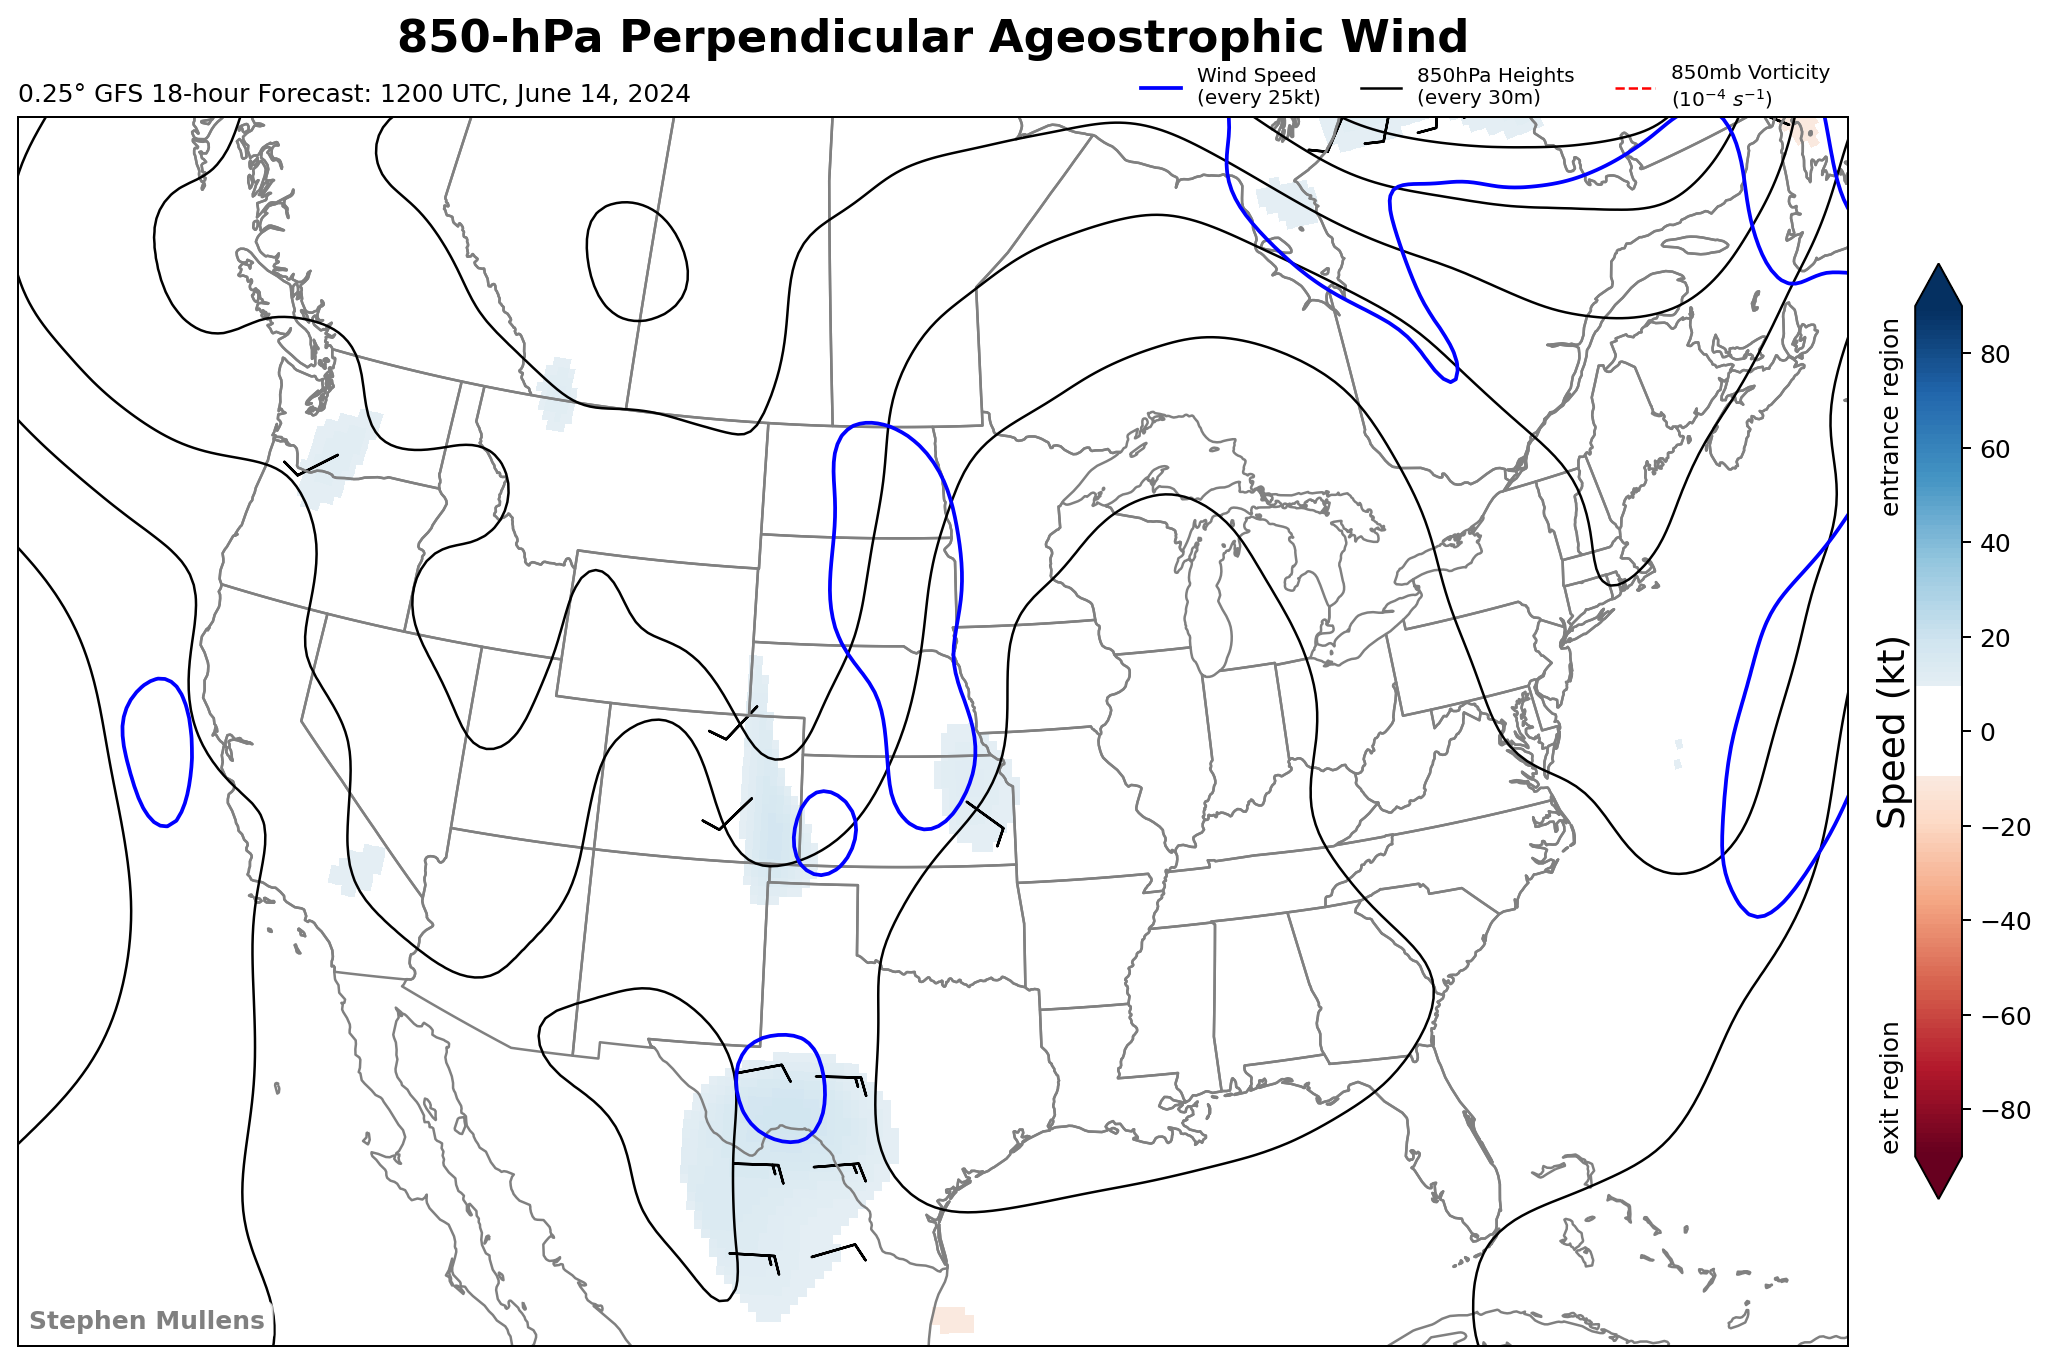 850-hPa Perpendicular Ageostrophic Wind
0.25° GFS 18-hour Forecast: 1200 UTC, June 14, 2024
Wind Speed
(every 25kt)
850hPa Heights
(every 30m)
850mb Vorticity
(10⁻⁴ s⁻¹)
entrance region
Speed (kt)
exit region
80
60
40
20
0
−20
−40
−60
−80
Stephen Mullens